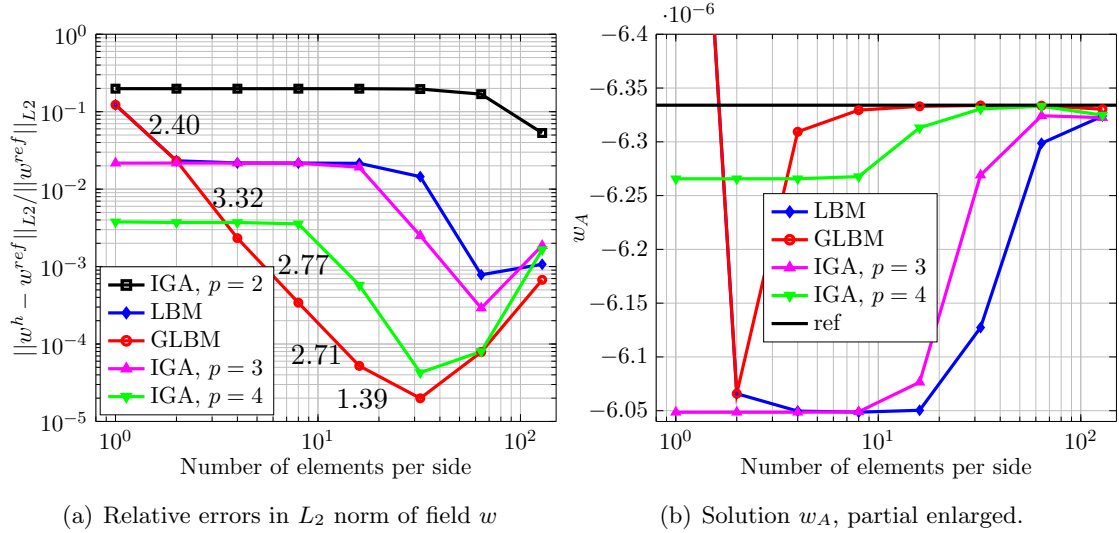 10^0
10^{-1}
10^{-2}
10^{-3}
10^{-4}
10^{-5}
||w^h − w^{ref}||_{L2}/||w^{ref}||_{L2}
2.40
3.32
2.77
2.71
1.39
IGA, p = 2
LBM
GLBM
IGA, p = 3
IGA, p = 4
10^0
10^1
10^2
Number of elements per side
(a) Relative errors in L_2 norm of field w
·10^{−6}
−6.4
−6.35
−6.3
−6.25
−6.2
−6.15
−6.1
−6.05
w_A
LBM
GLBM
IGA, p = 3
IGA, p = 4
ref
10^0
10^1
10^2
Number of elements per side
(b) Solution w_A, partial enlarged.